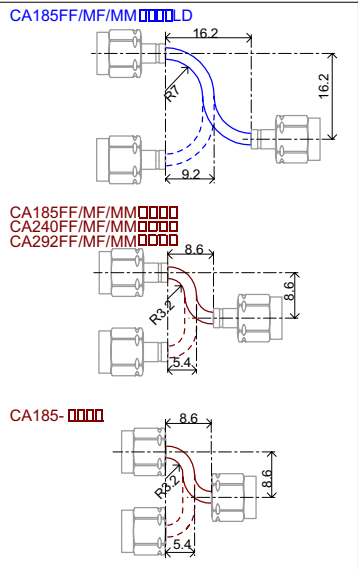 CA185FF/MF/MM□□□□LD
16.2
R7
16.2
9.2
CA185FF/MF/MM□□□□
CA240FF/MF/MM□□□□
CA292FF/MF/MM□□□□
8.6
R3.2
8.6
5.4
CA185-□□□□
8.6
R3.2
8.6
5.4